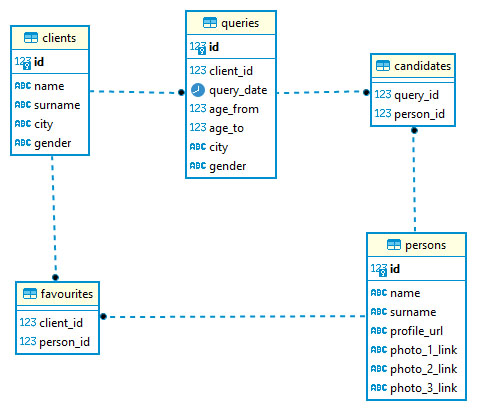 clients
123 id
ABC name
ABC surname
ABC city
ABC gender
queries
123 id
123 client_id
query_date
123 age_from
123 age_to
ABC city
ABC gender
candidates
123 query_id
123 person_id
favourites
123 client_id
123 person_id
persons
123 id
ABC name
ABC surname
ABC profile_url
ABC photo_1_link
ABC photo_2_link
ABC photo_3_link